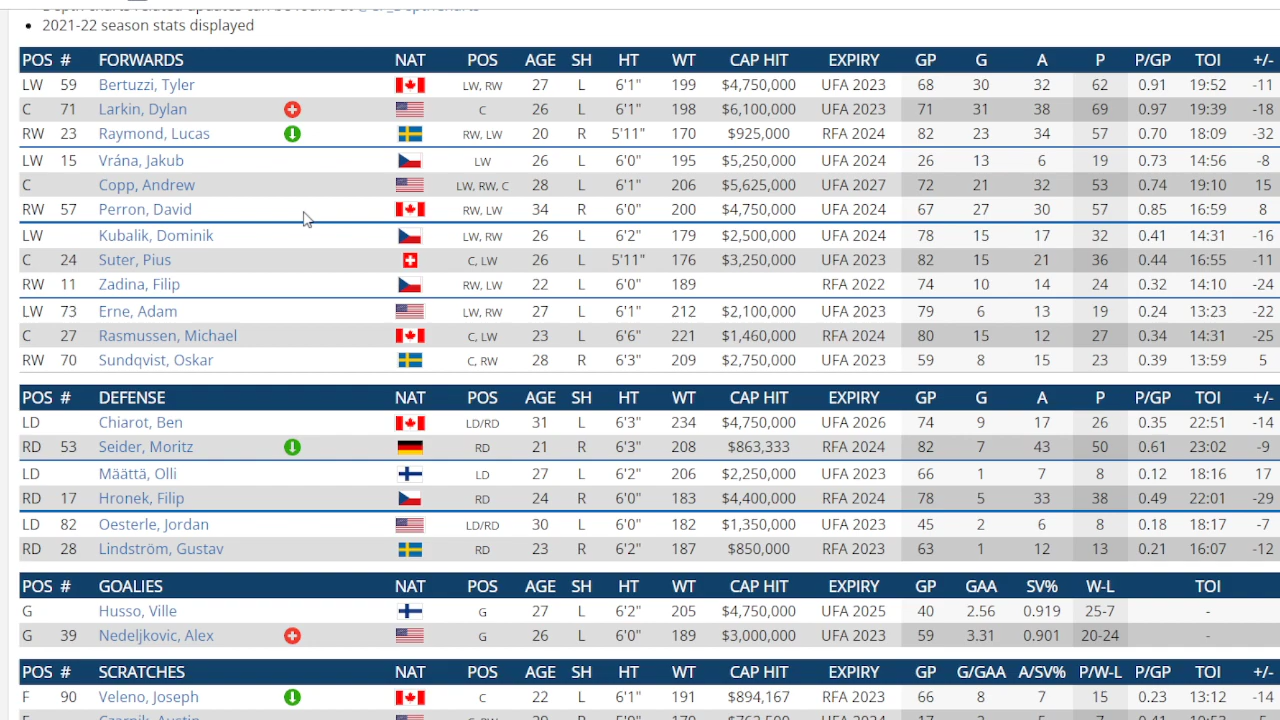 2021-22 season stats displayed
POS # FORWARDS NAT POS AGE SH HT WT CAP HIT EXPIRY GP G A P P/GP TOI +/-
LW 59 Bertuzzi, Tyler LW, RW 27 L 6'1" 199 $4,750,000 UFA 2023 68 30 32 62 0.91 19:52 -11
C 71 Larkin, Dylan C 26 L 6'1" 198 $6,100,000 UFA 2023 71 31 38 69 0.97 19:39 -18
RW 23 Raymond, Lucas RW, LW 20 R 5'11" 170 $925,000 RFA 2024 82 23 34 57 0.70 18:09 -32
LW 15 Vrána, Jakub LW 26 L 6'0" 195 $5,250,000 UFA 2024 26 13 6 19 0.73 14:56 -8
C Copp, Andrew LW, RW, C 28 L 6'1" 206 $5,625,000 UFA 2027 72 21 32 53 0.74 19:10 15
RW 57 Perron, David RW, LW 34 R 6'0" 200 $4,750,000 UFA 2024 67 27 30 57 0.85 16:59 8
LW Kubalik, Dominik LW, RW 26 L 6'2" 179 $2,500,000 UFA 2024 78 15 17 32 0.41 14:31 -16
C 24 Suter, Pius C, LW 26 L 5'11" 176 $3,250,000 UFA 2023 82 15 21 36 0.44 16:55 -11
RW 11 Zadina, Filip RW, LW 22 L 6'0" 189 RFA 2022 74 10 14 24 0.32 14:10 -24
LW 73 Erne, Adam LW, RW 27 L 6'1" 212 $2,100,000 UFA 2023 79 6 13 19 0.24 13:23 -22
C 27 Rasmussen, Michael C, LW 23 L 6'6" 221 $1,460,000 RFA 2024 80 15 12 27 0.34 14:31 -25
RW 70 Sundqvist, Oskar C, RW 28 R 6'3" 209 $2,750,000 UFA 2023 59 8 15 23 0.39 13:59 5
POS # DEFENSE NAT POS AGE SH HT WT CAP HIT EXPIRY GP G A P P/GP TOI +/-
LD Chiarot, Ben LD/RD 31 L 6'3" 234 $4,750,000 UFA 2026 74 9 17 26 0.35 22:51 -14
RD 53 Seider, Moritz RD 21 R 6'3" 208 $863,333 RFA 2024 82 7 43 50 0.61 23:02 -9
LD Määttä, Olli LD 27 L 6'2" 206 $2,250,000 UFA 2023 66 1 7 8 0.12 18:16 17
RD 17 Hronek, Filip RD 24 R 6'0" 183 $4,400,000 RFA 2024 78 5 33 38 0.49 22:01 -29
LD 82 Oesterle, Jordan LD/RD 30 L 6'0" 182 $1,350,000 UFA 2023 45 2 6 8 0.18 18:17 -7
RD 28 Lindström, Gustav RD 23 R 6'2" 187 $850,000 RFA 2023 63 1 12 13 0.21 16:07 -12
POS # GOALIES NAT POS AGE SH HT WT CAP HIT EXPIRY GP GAA SV% W-L TOI
G Husso, Ville G 27 L 6'2" 205 $4,750,000 UFA 2025 40 2.56 0.919 25-7 -
G 39 Nedeljkovic, Alex G 26 L 6'0" 189 $3,000,000 UFA 2023 59 3.31 0.901 20-24 -
POS # SCRATCHES NAT POS AGE SH HT WT CAP HIT EXPIRY GP G/GAA A/SV% P/W-L P/GP TOI +/-
F 90 Veleno, Joseph C 22 L 6'1" 191 $894,167 RFA 2023 66 8 7 15 0.23 13:12 -14